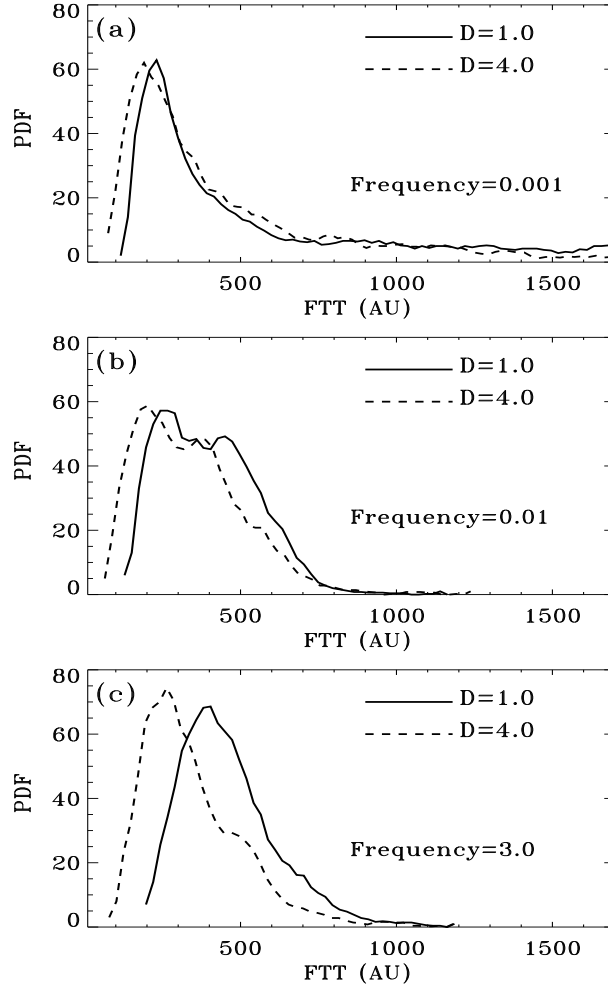 (a)
D=1.0
D=4.0
Frequency=0.001
PDF
80
60
40
20
0
500
1000
1500
FTT (AU)
(b)
D=1.0
D=4.0
Frequency=0.01
PDF
80
60
40
20
0
500
1000
1500
FTT (AU)
(c)
D=1.0
D=4.0
Frequency=3.0
PDF
80
60
40
20
0
500
1000
1500
FTT (AU)